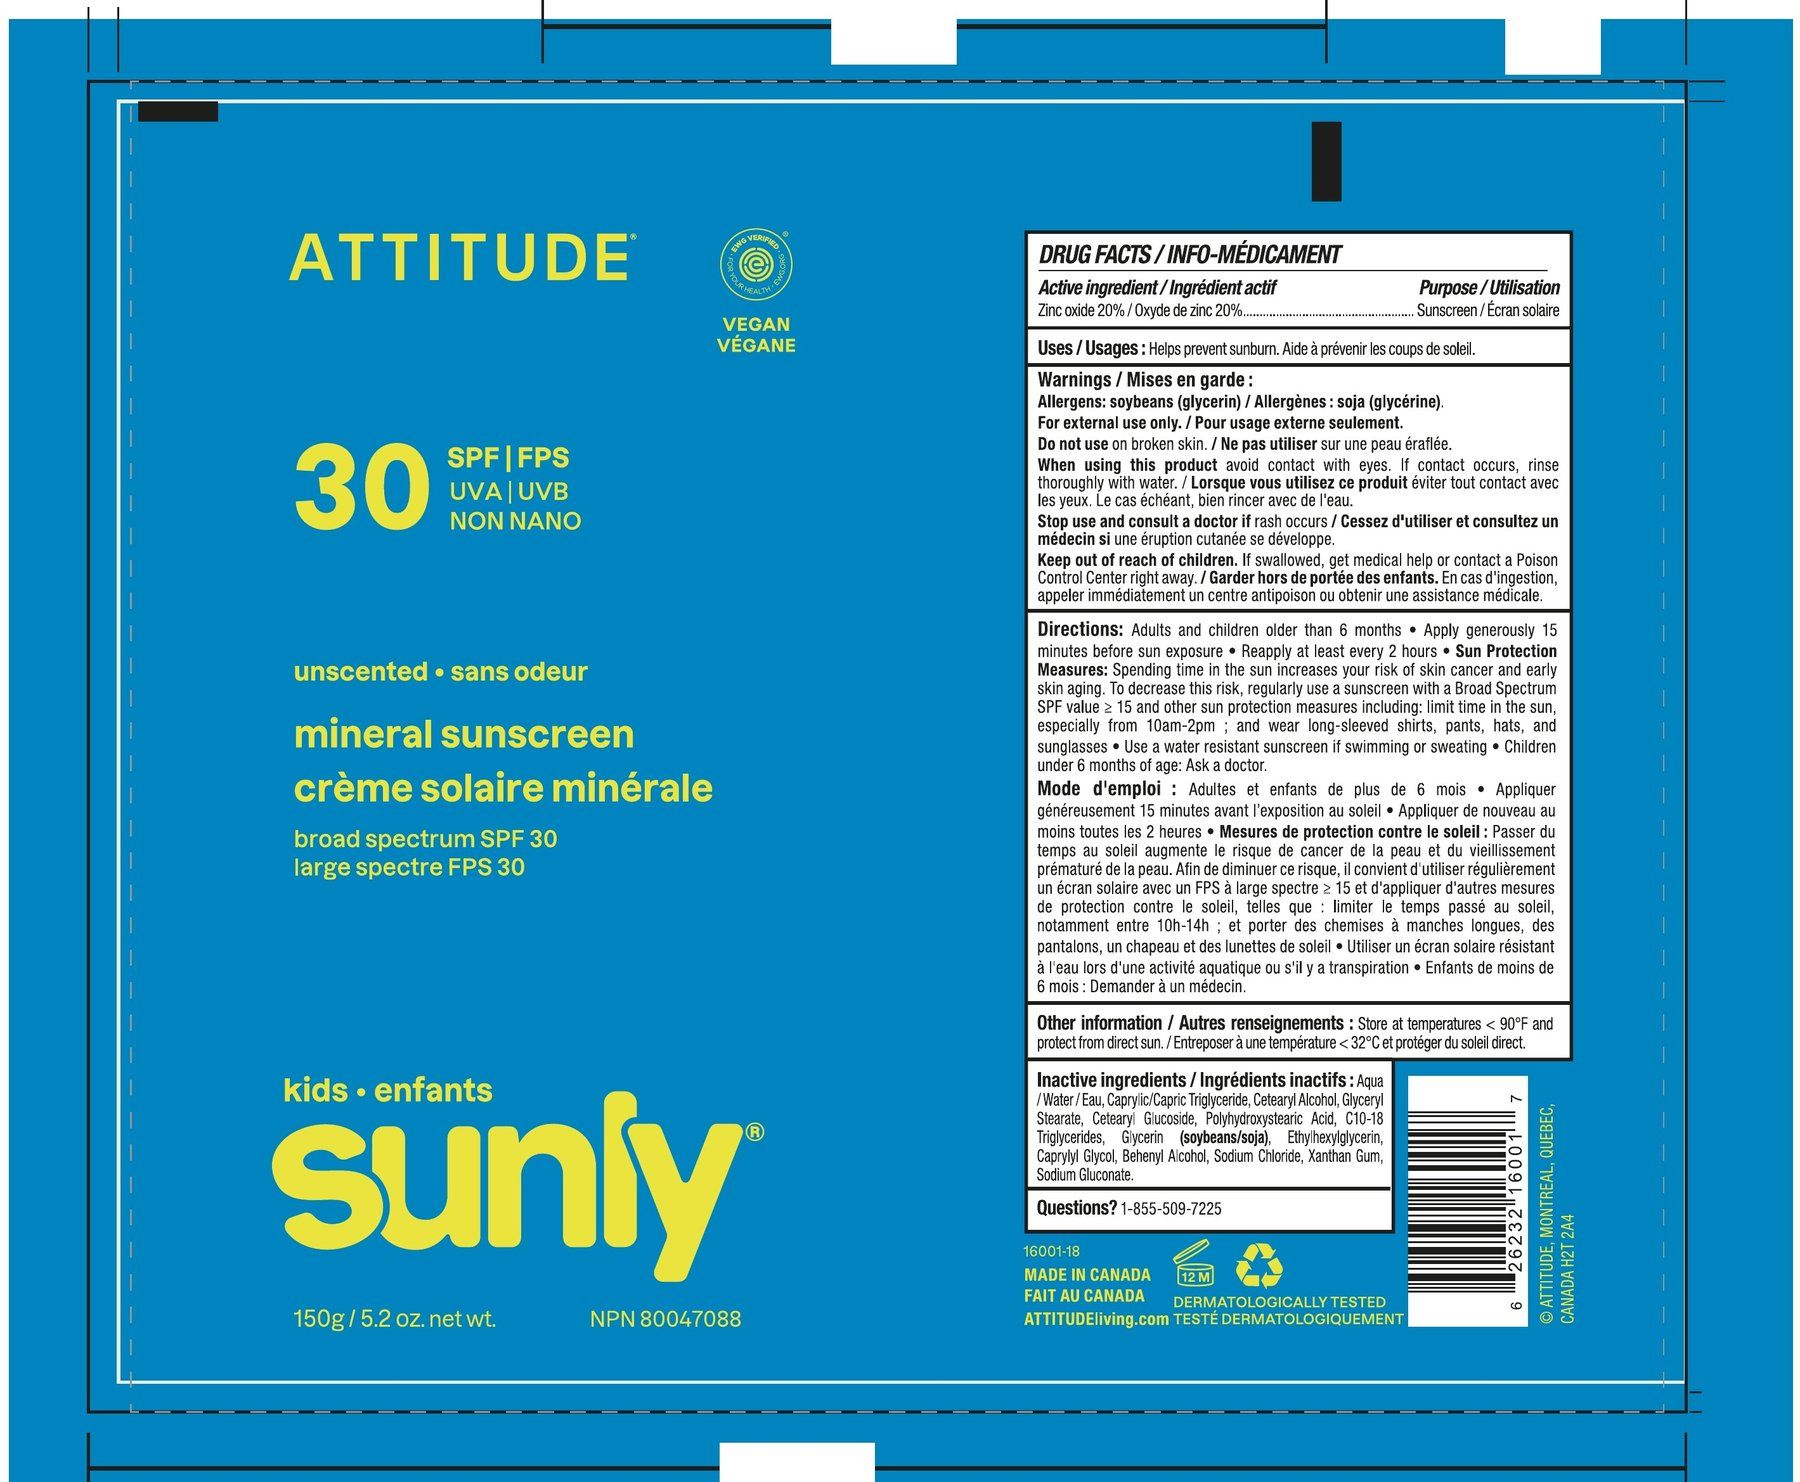 ATTITUDE®
EWG VERIFIED ®
• FOR YOUR HEALTH • EWG.ORG •
VEGAN
VÉGANE
30
SPF | FPS
UVA | UVB
NON NANO
unscented • sans odeur
mineral sunscreen
crème solaire minérale
broad spectrum SPF 30
large spectre FPS 30
kids • enfants
sunly®
150g / 5.2 oz. net wt. NPN 80047088
DRUG FACTS / INFO-MÉDICAMENT
Active ingredient / Ingrédient actif Purpose / Utilisation
Zinc oxide 20% / Oxyde de zinc 20%..................................................... Sunscreen / Écran solaire
Uses / Usages : Helps prevent sunburn. Aide à prévenir les coups de soleil.
Warnings / Mises en garde :
Allergens: soybeans (glycerin) / Allergènes : soja (glycérine).
For external use only. / Pour usage externe seulement.
Do not use on broken skin. / Ne pas utiliser sur une peau éraflée.
When using this product avoid contact with eyes. If contact occurs, rinse
thoroughly with water. / Lorsque vous utilisez ce produit éviter tout contact avec
les yeux. Le cas échéant, bien rincer avec de l'eau.
Stop use and consult a doctor if rash occurs / Cessez d'utiliser et consultez un
médecin si une éruption cutanée se développe.
Keep out of reach of children. If swallowed, get medical help or contact a Poison
Control Center right away. / Garder hors de portée des enfants. En cas d'ingestion,
appeler immédiatement un centre antipoison ou obtenir une assistance médicale.
Directions: Adults and children older than 6 months • Apply generously 15
minutes before sun exposure • Reapply at least every 2 hours • Sun Protection
Measures: Spending time in the sun increases your risk of skin cancer and early
skin aging. To decrease this risk, regularly use a sunscreen with a Broad Spectrum
SPF value ≥ 15 and other sun protection measures including: limit time in the sun,
especially from 10am-2pm ; and wear long-sleeved shirts, pants, hats, and
sunglasses • Use a water resistant sunscreen if swimming or sweating • Children
under 6 months of age: Ask a doctor.
Mode d'emploi : Adultes et enfants de plus de 6 mois • Appliquer
généreusement 15 minutes avant l'exposition au soleil • Appliquer de nouveau au
moins toutes les 2 heures • Mesures de protection contre le soleil : Passer du
temps au soleil augmente le risque de cancer de la peau et du vieillissement
prématuré de la peau. Afin de diminuer ce risque, il convient d'utiliser régulièrement
un écran solaire avec un FPS à large spectre ≥ 15 et d'appliquer d'autres mesures
de protection contre le soleil, telles que : limiter le temps passé au soleil,
notamment entre 10h-14h ; et porter des chemises à manches longues, des
pantalons, un chapeau et des lunettes de soleil • Utiliser un écran solaire résistant
à l'eau lors d'une activité aquatique ou s'il y a transpiration • Enfants de moins de
6 mois : Demander à un médecin.
Other information / Autres renseignements : Store at temperatures < 90°F and
protect from direct sun. / Entreposer à une température < 32°C et protéger du soleil direct.
Inactive ingredients / Ingrédients inactifs : Aqua
/ Water / Eau, Caprylic/Capric Triglyceride, Cetearyl Alcohol, Glyceryl
Stearate, Cetearyl Glucoside, Polyhydroxystearic Acid, C10-18
Triglycerides, Glycerin (soybeans/soja), Ethylhexylglycerin,
Caprylyl Glycol, Behenyl Alcohol, Sodium Chloride, Xanthan Gum,
Sodium Gluconate.
Questions? 1-855-509-7225
16001-18
MADE IN CANADA
FAIT AU CANADA
ATTITUDEliving.com
12 M
DERMATOLOGICALLY TESTED
TESTÉ DERMATOLOGIQUEMENT
6 26232 16001 7
© ATTITUDE, MONTREAL, QUEBEC,
CANADA H2T 2A4